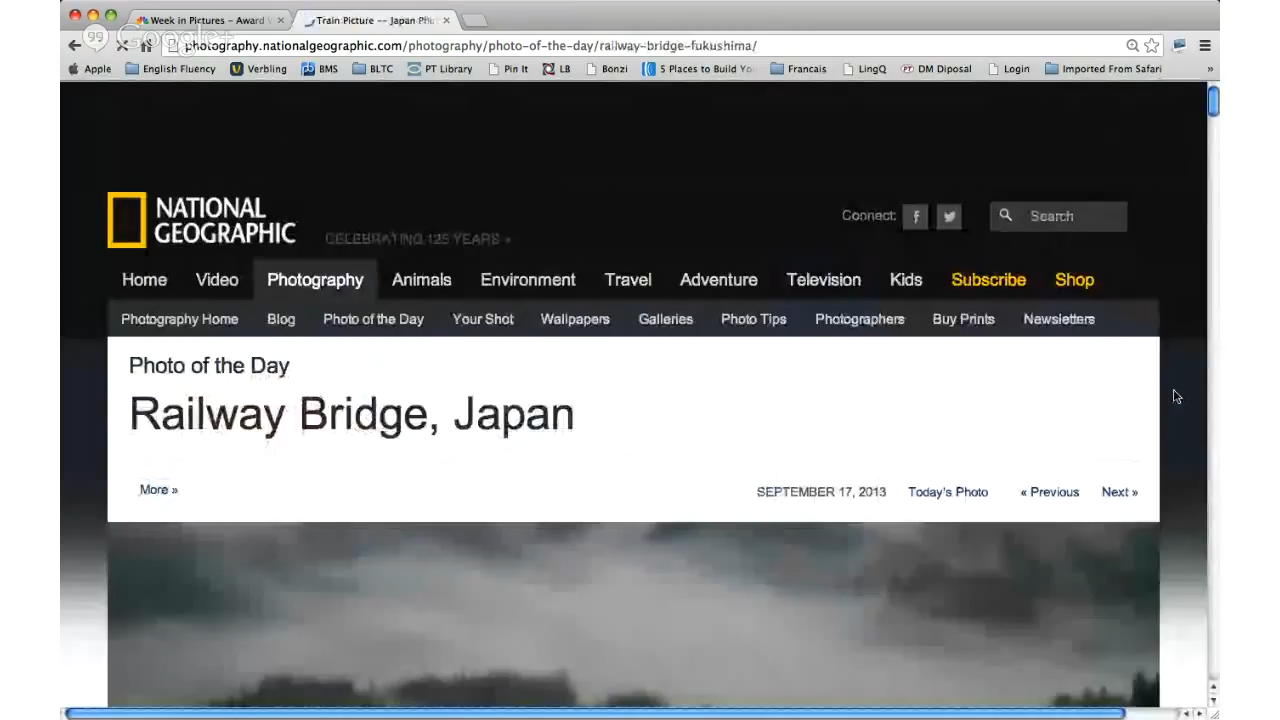 Week in Pictures – Award
Train Picture -- Japan Pho
Google+
photography.nationalgeographic.com/photography/photo-of-the-day/railway-bridge-fukushima/
Apple English Fluency Verbling BMS BLTC PT Library Pin It LB Bonzi 5 Places to Build Yo Francais LingQ DM Diposal Login Imported From Safari »
NATIONAL
GEOGRAPHIC
CELEBRATING 125 YEARS »
Connect:
Search
Home Video Photography Animals Environment Travel Adventure Television Kids Subscribe Shop
Photography Home Blog Photo of the Day Your Shot Wallpapers Galleries Photo Tips Photographers Buy Prints Newsletters
Photo of the Day
Railway Bridge, Japan
More »
SEPTEMBER 17, 2013 Today's Photo « Previous Next »